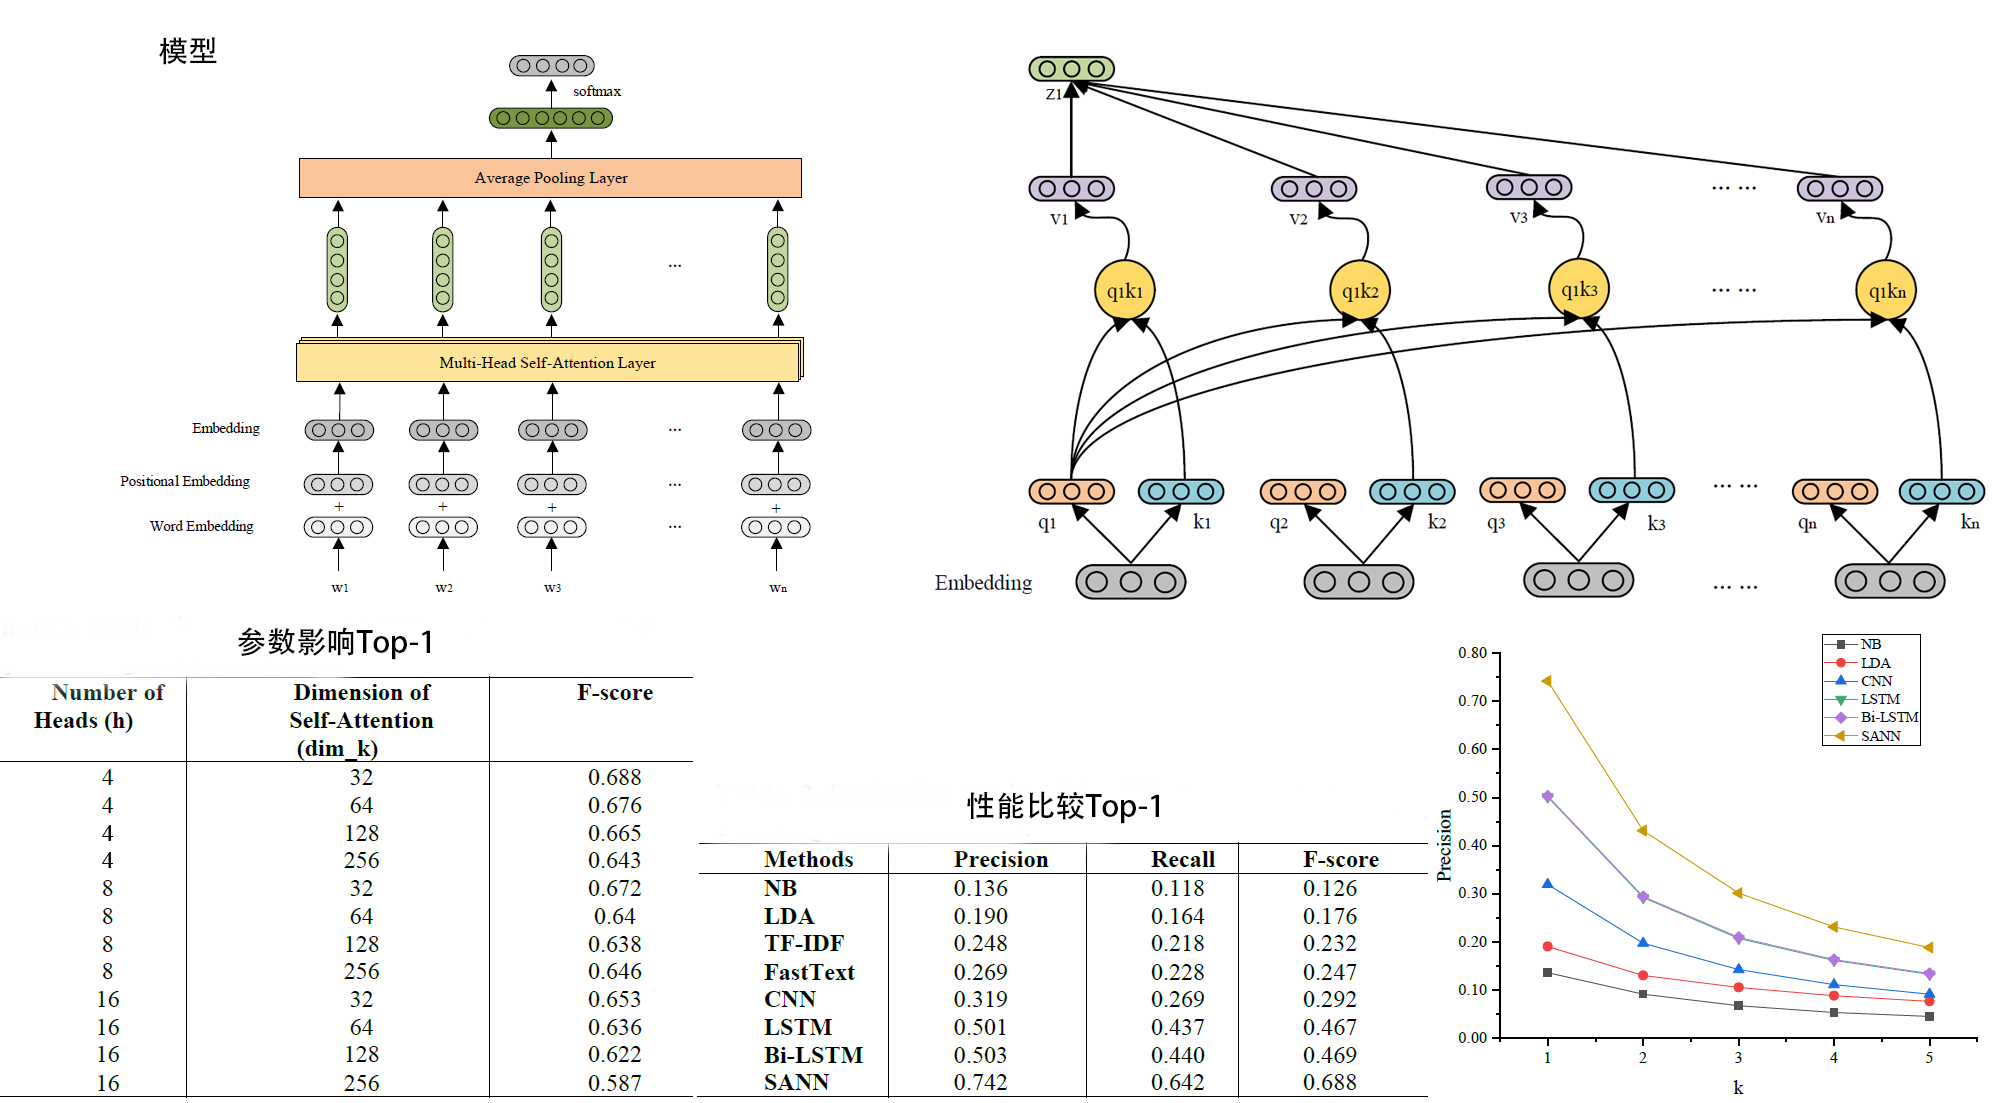 模型
softmax
Average Pooling Layer
...
Multi-Head Self-Attention Layer
Embedding
...
Positional Embedding
...
+ + + +
Word Embedding
...
w1 w2 w3 wn
Z1
V1 V2 V3 ... ... Vn
q1k1 q1k2 q1k3 ... ... q1kn
... ...
q1 k1 q2 k2 q3 k3 qn kn
Embedding
... ...
参数影响Top-1
Number of Heads (h) Dimension of Self-Attention (dim_k) F-score
4 32 0.688
4 64 0.676
4 128 0.665
4 256 0.643
8 32 0.672
8 64 0.64
8 128 0.638
8 256 0.646
16 32 0.653
16 64 0.636
16 128 0.622
16 256 0.587
性能比较Top-1
Methods Precision Recall F-score
NB 0.136 0.118 0.126
LDA 0.190 0.164 0.176
TF-IDF 0.248 0.218 0.232
FastText 0.269 0.228 0.247
CNN 0.319 0.269 0.292
LSTM 0.501 0.437 0.467
Bi-LSTM 0.503 0.440 0.469
SANN 0.742 0.642 0.688
NB
LDA
CNN
LSTM
Bi-LSTM
SANN
Precision
0.80
0.70
0.60
0.50
0.40
0.30
0.20
0.10
0.00
1 2 3 4 5
k